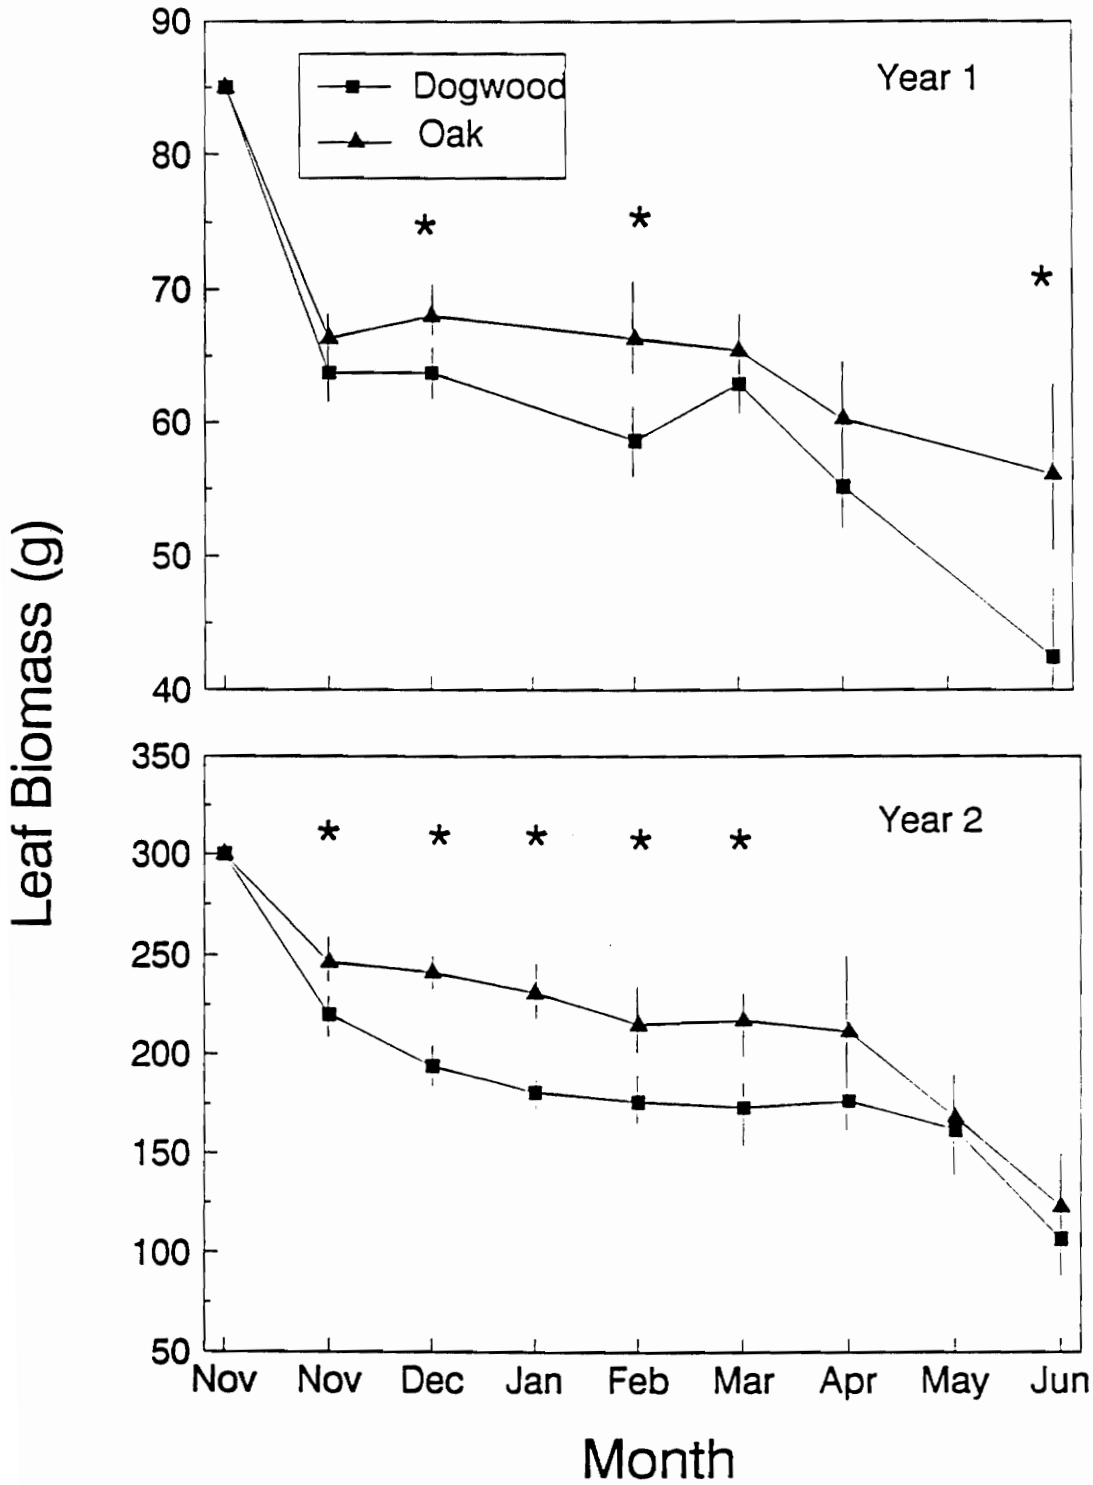 90
80
70
60
50
40
Dogwood
Oak
Year 1
*
*
*
Leaf Biomass (g)
350
300
250
200
150
100
50
Year 2
* * * * *
Nov Nov Dec Jan Feb Mar Apr May Jun
Month